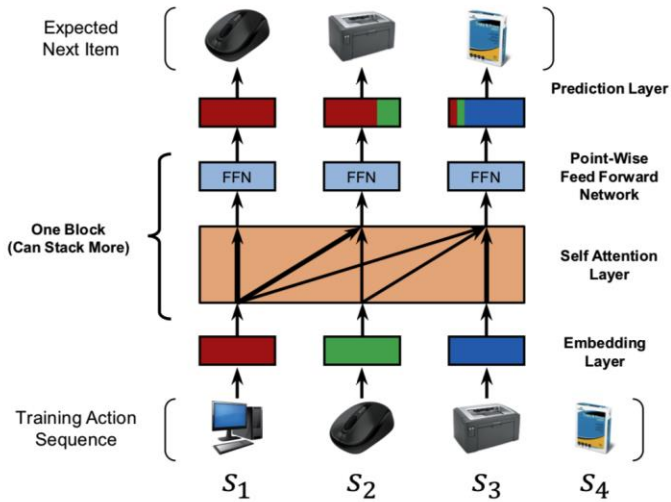 Expected
Next Item
Prediction Layer
FFN
FFN
FFN
Point-Wise
Feed Forward
Network
One Block
(Can Stack More)
Self Attention
Layer
Embedding
Layer
Training Action
Sequence
S1
S2
S3
S4